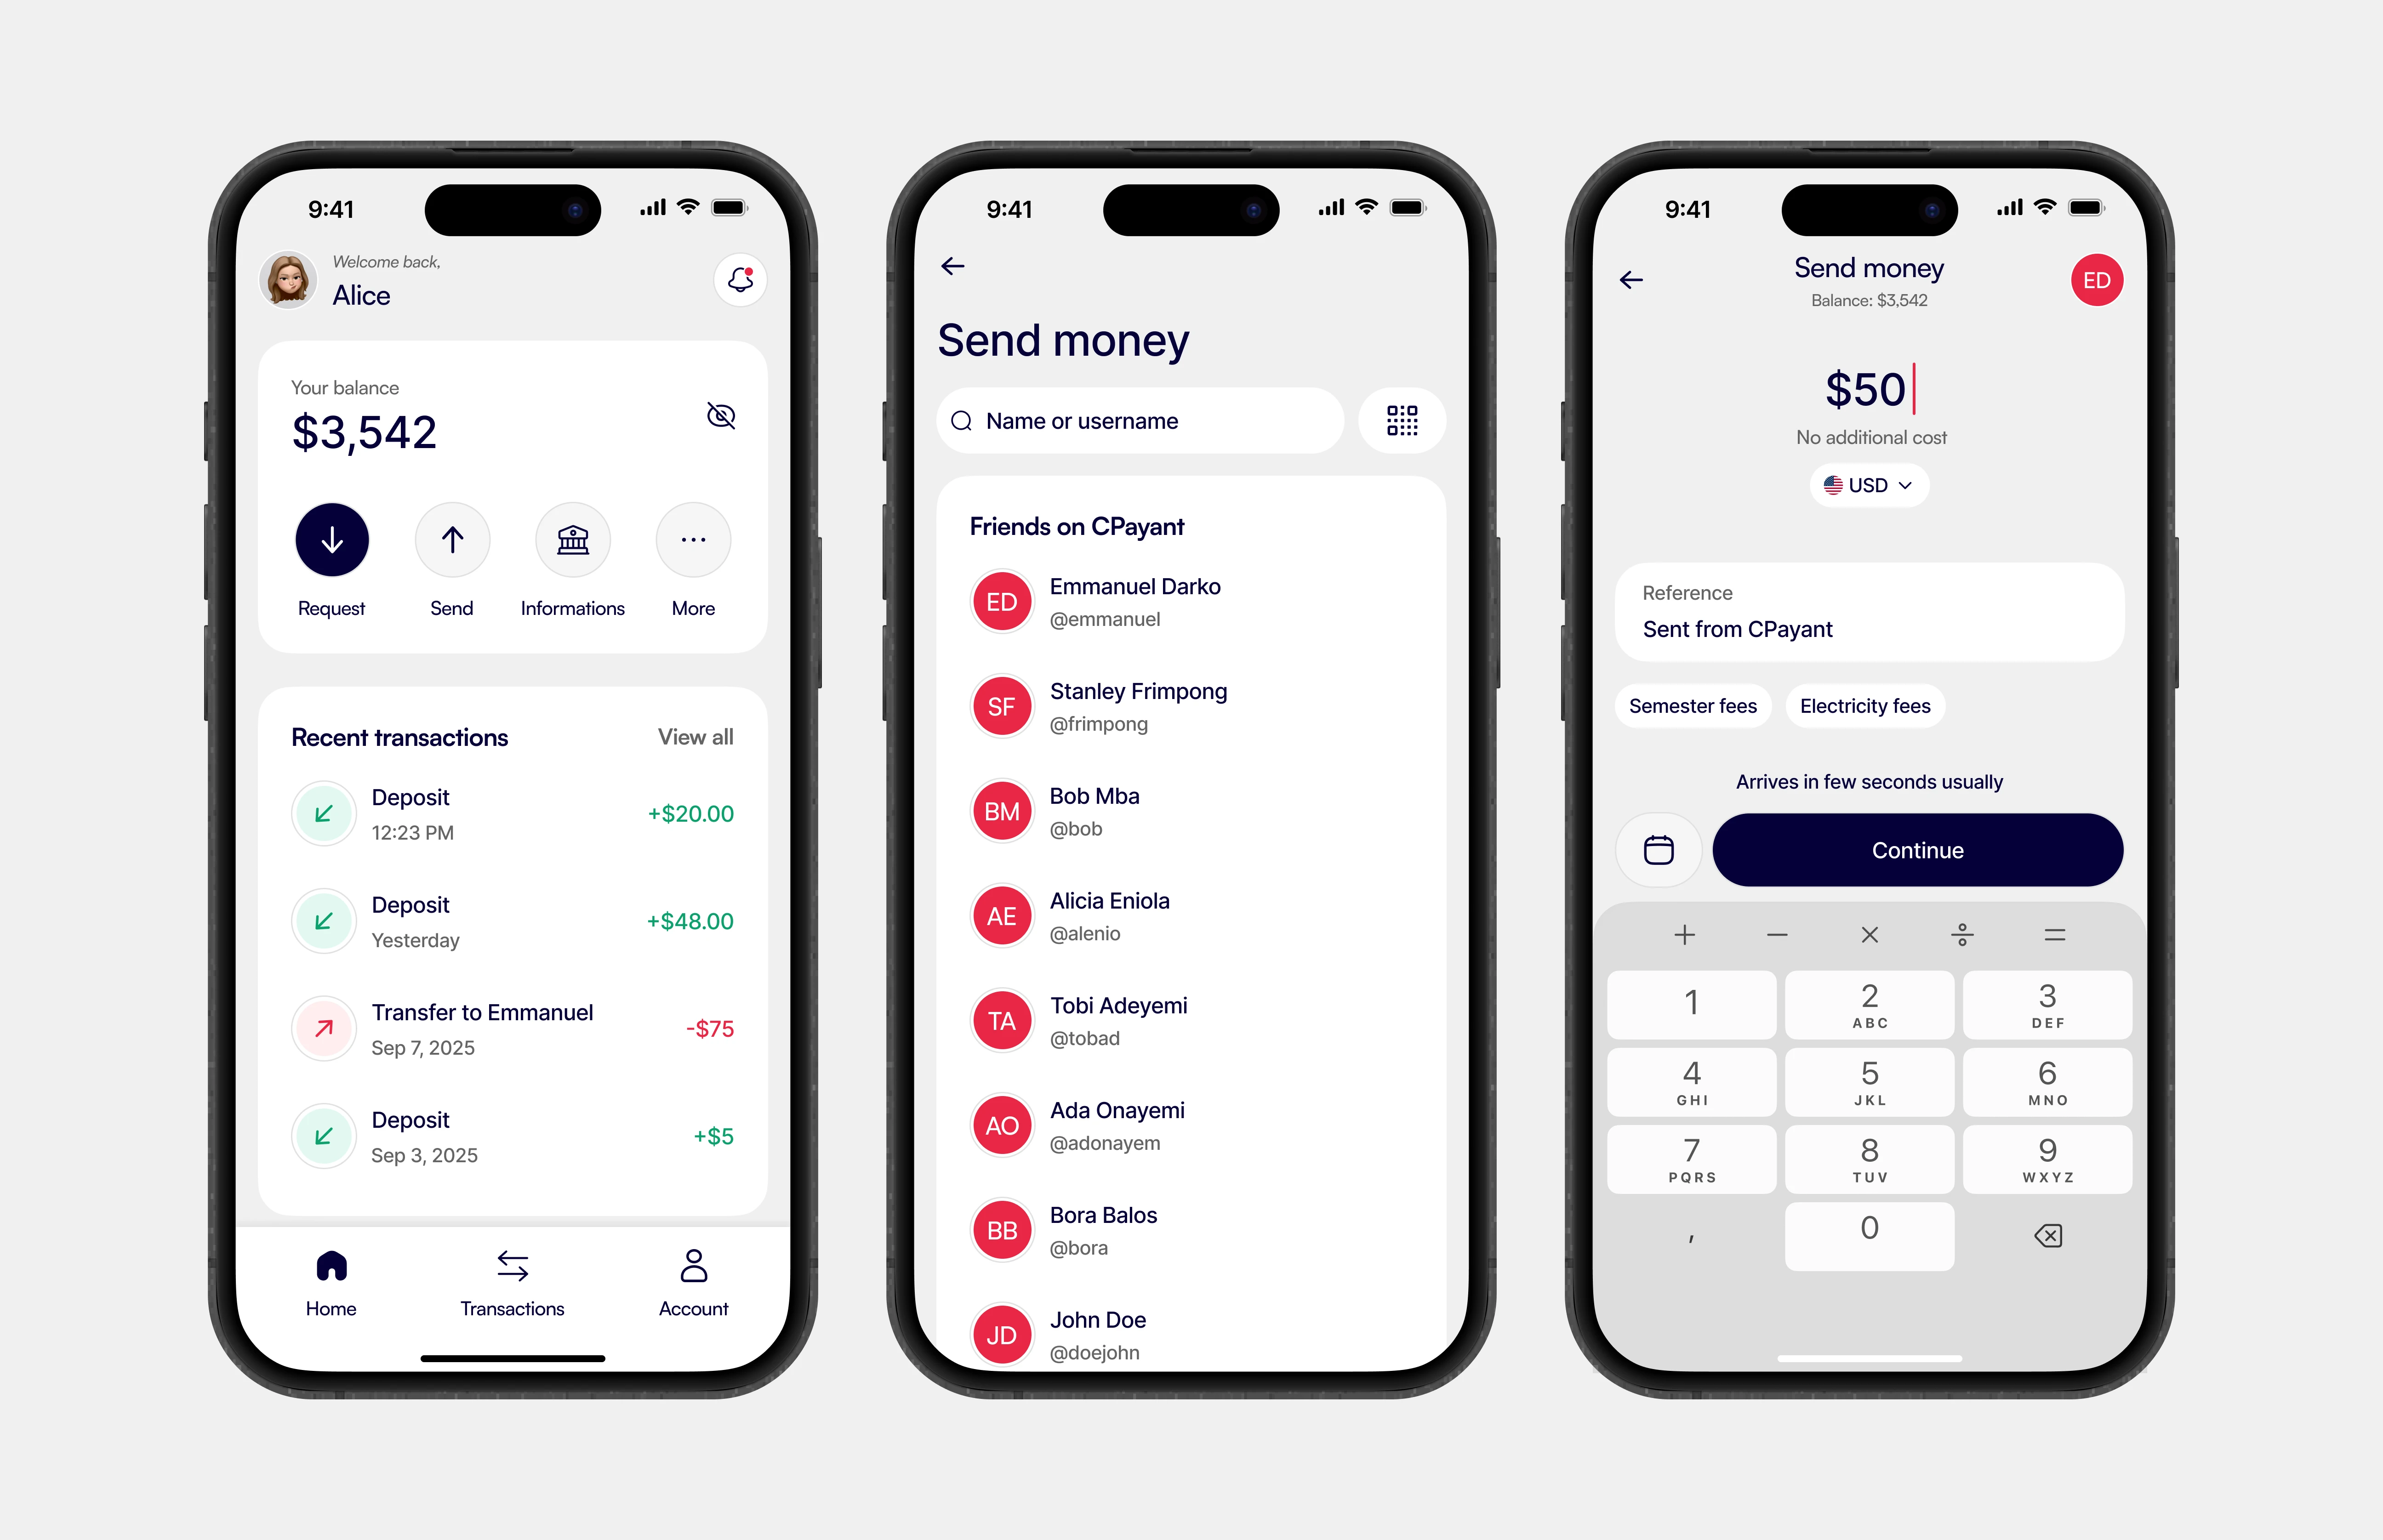 9:41
Welcome back,
Alice
Your balance
$3,542
Request
Send
Informations
More
Recent transactions
View all
Deposit
12:23 PM
+$20.00
Deposit
Yesterday
+$48.00
Transfer to Emmanuel
Sep 7, 2025
-$75
Deposit
Sep 3, 2025
+$5
Home
Transactions
Account
9:41
Send money
Name or username
Friends on CPayant
ED
Emmanuel Darko
@emmanuel
SF
Stanley Frimpong
@frimpong
BM
Bob Mba
@bob
AE
Alicia Eniola
@alenio
TA
Tobi Adeyemi
@tobad
AO
Ada Onayemi
@adonayem
BB
Bora Balos
@bora
JD
John Doe
@doejohn
9:41
Send money
Balance: $3,542
ED
$50
No additional cost
USD
Reference
Sent from CPayant
Semester fees
Electricity fees
Arrives in few seconds usually
Continue
+ − × ÷ =
1
2
ABC
3
DEF
4
GHI
5
JKL
6
MNO
7
PQRS
8
TUV
9
WXYZ
,
0